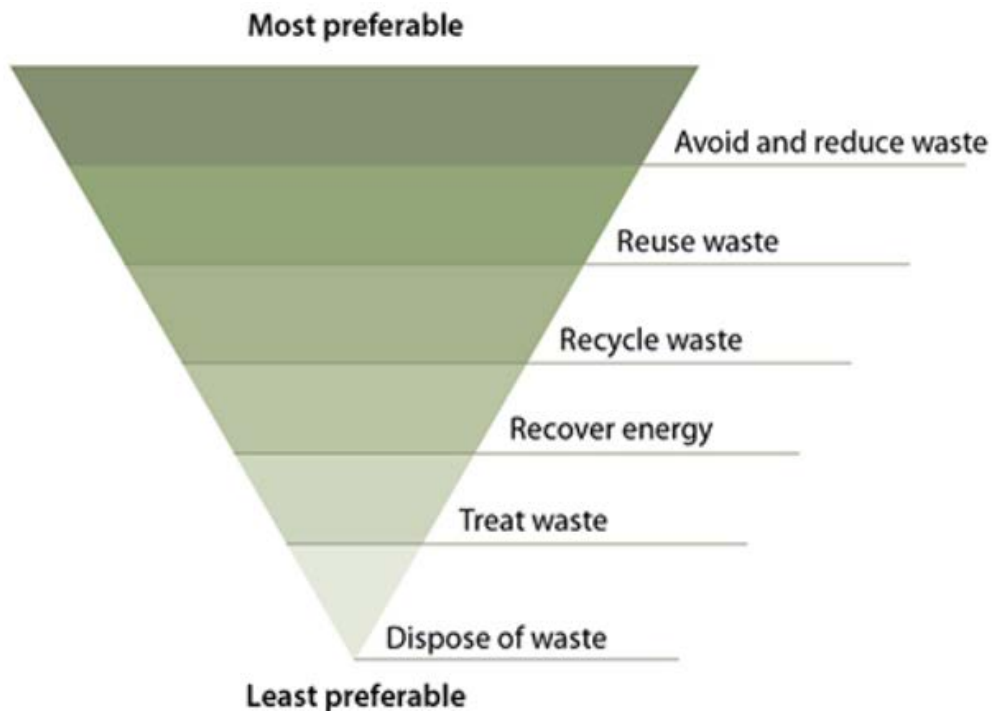 Most preferable
Avoid and reduce waste
Reuse waste
Recycle waste
Recover energy
Treat waste
Dispose of waste
Least preferable